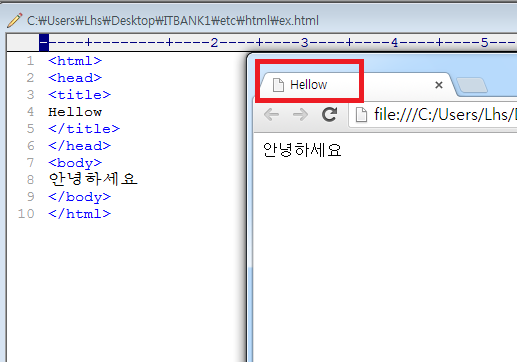 C:₩Users₩Lhs₩Desktop₩ITBANK1₩etc₩html₩ex.html
-----+----1----+----2----+----3----+----4----+----5---
1 <html>
2 <head>
3 <title>
4 Hellow
5 </title>
6 </head>
7 <body>
8 안녕하세요
9 </body>
10 </html>
Hellow
file:///C:/Users/Lhs/
안녕하세요